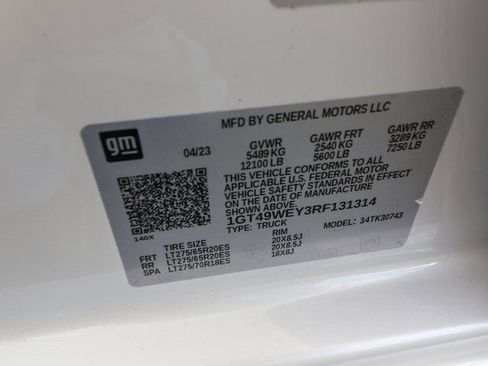 gm
MFD BY GENERAL MOTORS LLC
04/23 GVWR GAWR FRT GAWR RR
5489 KG 2540 KG 3289 KG
12100 LB 5600 LB 7250 LB
THIS VEHICLE CONFORMS TO ALL
APPLICABLE U.S. FEDERAL MOTOR
VEHICLE SAFETY STANDARDS IN EFFECT
ON THE DATE OF MANUFACTURE
1GT49WEY3RF131314
TYPE: TRUCK MODEL: 34TK30743
140X
TIRE SIZE RIM
FRT LT275/65R20ES 20X8.5J
RR LT275/65R20ES 20X8.5J
SPA LT275/70R18ES 18X8J